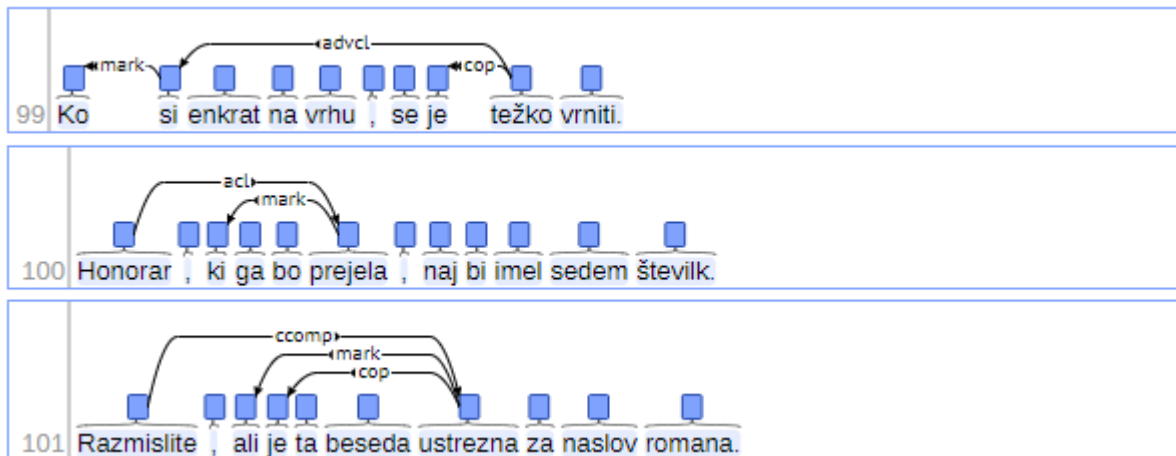 advcl
mark cop
99 Ko si enkrat na vrhu , se je težko vrniti.
acl
mark
100 Honorar , ki ga bo prejela , naj bi imel sedem številk.
ccomp
mark
cop
101 Razmislite , ali je ta beseda ustrezna za naslov romana.